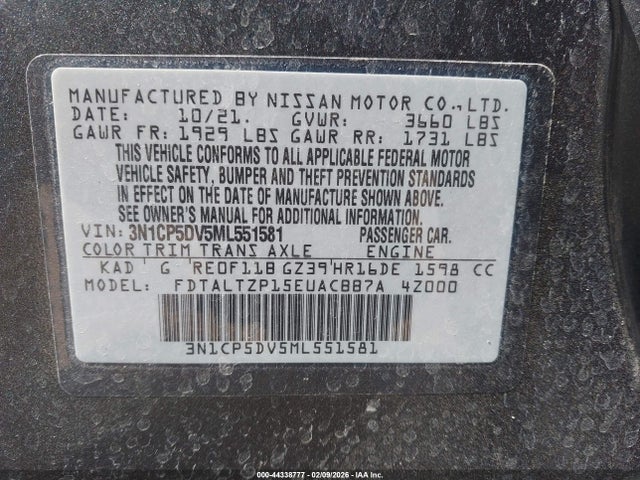 MANUFACTURED BY NISSAN MOTOR CO.,LTD.
DATE: 10/21. GVWR: 3660 LBS
GAWR FR: 1929 LBS GAWR RR: 1731 LBS
THIS VEHICLE CONFORMS TO ALL APPLICABLE FEDERAL MOTOR
VEHICLE SAFETY, BUMPER AND THEFT PREVENTION STANDARDS
IN EFFECT ON THE DATE OF MANUFACTURE SHOWN ABOVE.
SEE OWNER'S MANUAL FOR ADDITIONAL INFORMATION.
VIN: 3N1CP5DV5ML551581 PASSENGER CAR.
COLOR TRIM TRANS AXLE ENGINE
KAD G RE0F11B GZ39 HR16DE 1598 CC
MODEL: FDTALTZP15EUACBB7A 4Z000
3N1CP5DV5ML551581
000-44338777 - 02/09/2026 - IAA Inc.